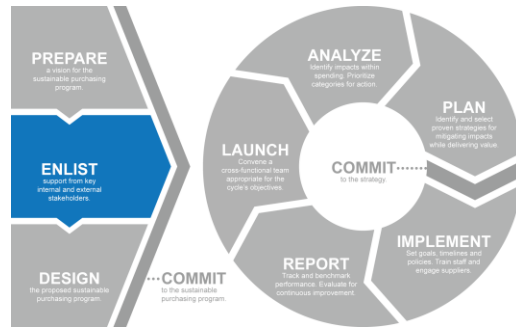 PREPARE
a vision for the
sustainable purchasing
program.
ENLIST
support from key
internal and external
stakeholders.
DESIGN
the proposed sustainable
purchasing program.
COMMIT
to the sustainable
purchasing program.
ANALYZE
Identify impacts within
spending. Prioritize
categories for action.
PLAN
Identify and select
proven strategies for
mitigating impacts
while delivering value.
IMPLEMENT
Set goals, timelines and
policies. Train staff and
engage suppliers.
REPORT
Track and benchmark
performance. Evaluate for
continuous improvement.
LAUNCH
Convene a
cross-functional team
appropriate for the
cycle's objectives.
COMMIT
to the strategy.